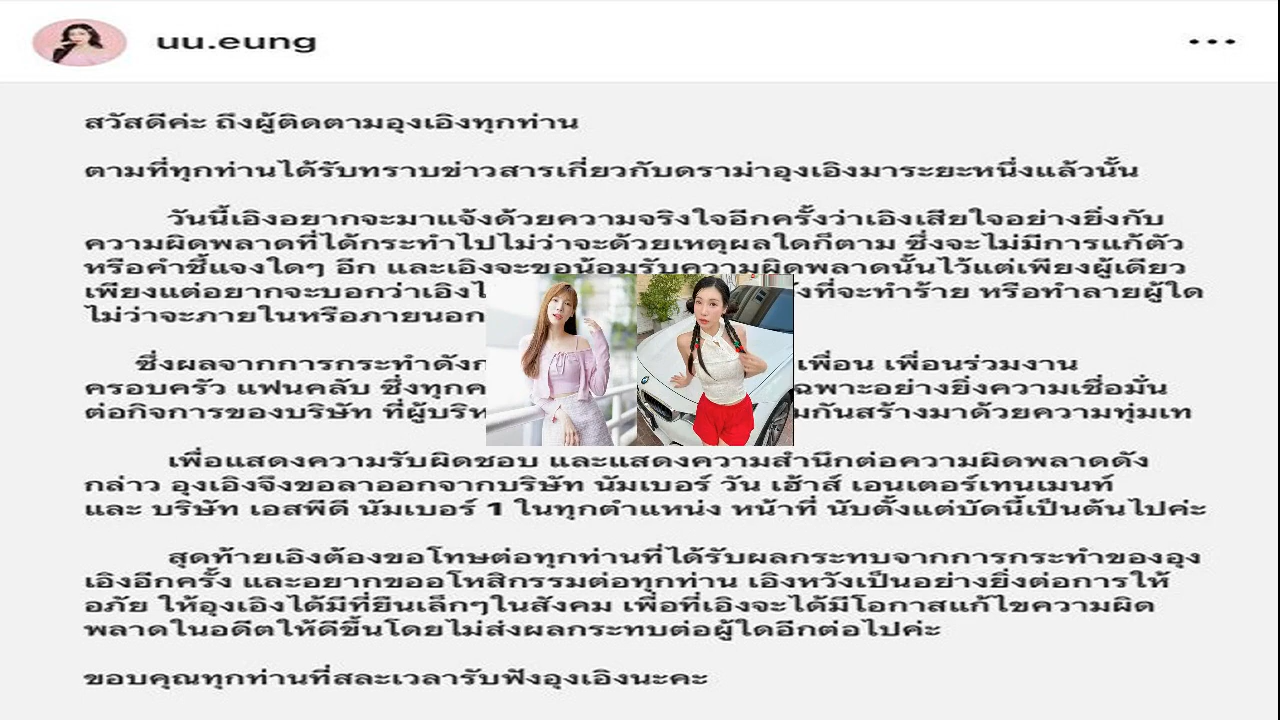 uu.eung
สวัสดีค่ะ ถึงผู้ติดตามอุงเอิงทุกท่าน
ตามที่ทุกท่านได้รับทราบข่าวสารเกี่ยวกับดราม่าอุงเอิงมาระยะหนึ่งแล้วนั้น
วันนี้เอิงอยากจะมาแจ้งด้วยความจริงใจอีกครั้งว่าเอิงเสียใจอย่างยิ่งกับ
ความผิดพลาดที่ได้กระทำไปไม่ว่าจะด้วยเหตุผลใดก็ตาม ซึ่งจะไม่มีการแก้ตัว
หรือคำชี้แจงใดๆ อีก และเอิงจะขอน้อมรับความผิดพลาดนั้นไว้แต่เพียงผู้เดียว
เพียงแต่อยากจะบอกว่าเอิงไ ที่จะทำร้าย หรือทำลายผู้ใด
ไม่ว่าจะภายในหรือภายนอก
ซึ่งผลจากการกระทำดังก เพื่อน เพื่อนร่วมงาน
ครอบครัว แฟนคลับ ซึ่งทุกค ฉพาะอย่างยิ่งความเชื่อมั่น
ต่อกิจการของบริษัท ที่ผู้บริห มกันสร้างมาด้วยความทุ่มเท
เพื่อแสดงความรับผิดชอบ และแสดงความสำนึกต่อความผิดพลาดดัง
กล่าว อุงเอิงจึงขอลาออกจากบริษัท นัมเบอร์ วัน เฮ้าส์ เอนเตอร์เทนเมนท์
และ บริษัท เอสพีดี นัมเบอร์ 1 ในทุกตำแหน่ง หน้าที่ นับตั้งแต่บัดนี้เป็นต้นไปค่ะ
สุดท้ายเอิงต้องขอโทษต่อทุกท่านที่ได้รับผลกระทบจากการกระทำของอุง
เอิงอีกครั้ง และอยากขออโหสิกรรมต่อทุกท่าน เอิงหวังเป็นอย่างยิ่งต่อการให้
อภัย ให้อุงเอิงได้มีที่ยืนเล็กๆในสังคม เพื่อที่เอิงจะได้มีโอกาสแก้ไขความผิด
พลาดในอดีตให้ดีขึ้นโดยไม่ส่งผลกระทบต่อผู้ใดอีกต่อไปค่ะ
ขอบคุณทุกท่านที่สละเวลารับฟังอุงเอิงนะคะ